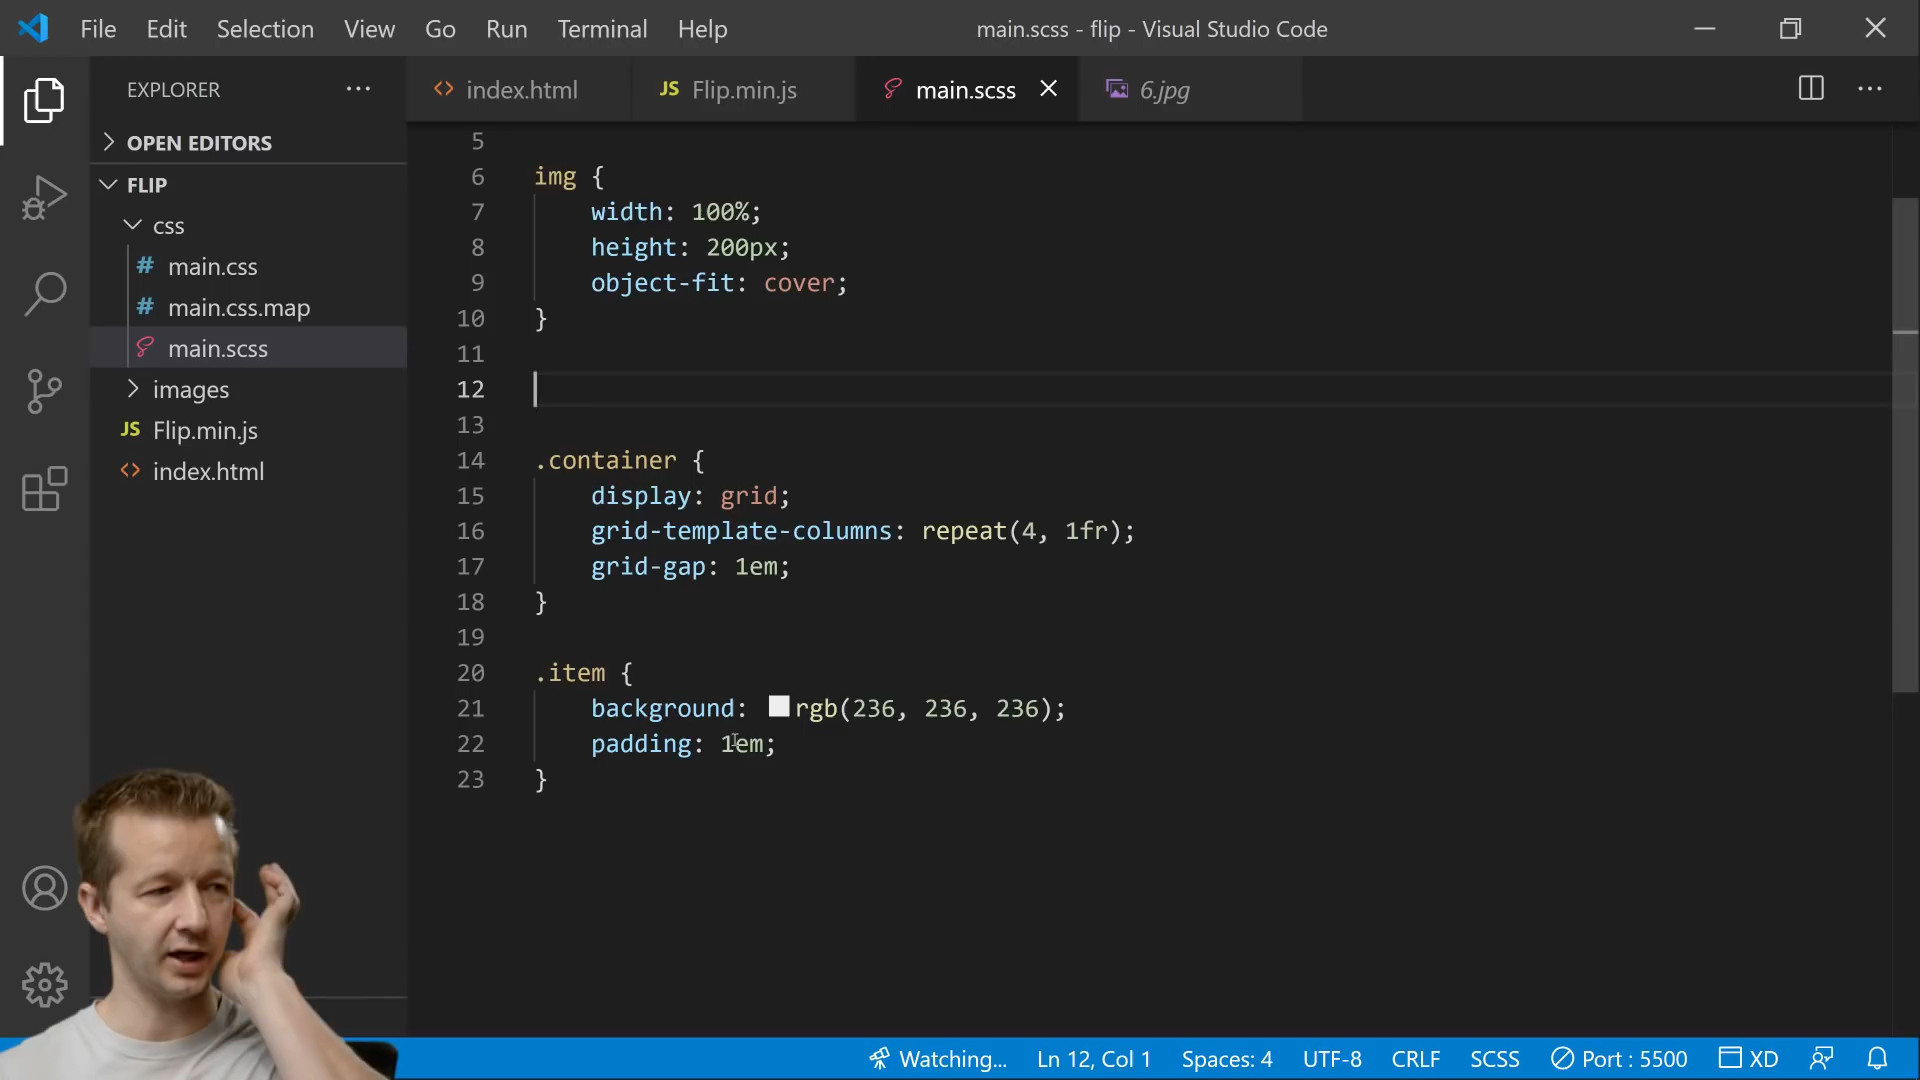 File Edit Selection View Go Run Terminal Help main.scss - flip - Visual Studio Code
EXPLORER
index.html JS Flip.min.js main.scss 6.jpg
OPEN EDITORS
FLIP
css
# main.css
# main.css.map
main.scss
images
JS Flip.min.js
index.html
5
6 img {
7 width: 100%;
8 height: 200px;
9 object-fit: cover;
10 }
11
12
13
14 .container {
15 display: grid;
16 grid-template-columns: repeat(4, 1fr);
17 grid-gap: 1em;
18 }
19
20 .item {
21 background: rgb(236, 236, 236);
22 padding: 1em;
23 }
Watching... Ln 12, Col 1 Spaces: 4 UTF-8 CRLF SCSS Port : 5500 XD